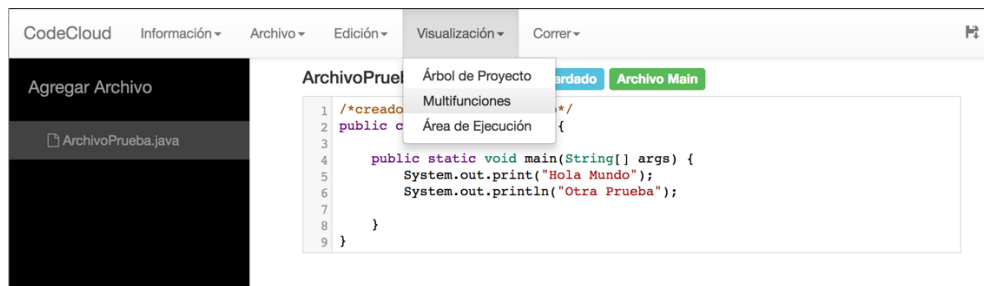 CodeCloud Información Archivo Edición Visualización Correr
Agregar Archivo
ArchivoPrueba.java
Árbol de Proyecto
Multifunciones
Área de Ejecución
Archivo Main
1 /*creado */
2 public {
3
4 public static void main(String[] args) {
5 System.out.print("Hola Mundo");
6 System.out.println("Otra Prueba");
7
8 }
9 }